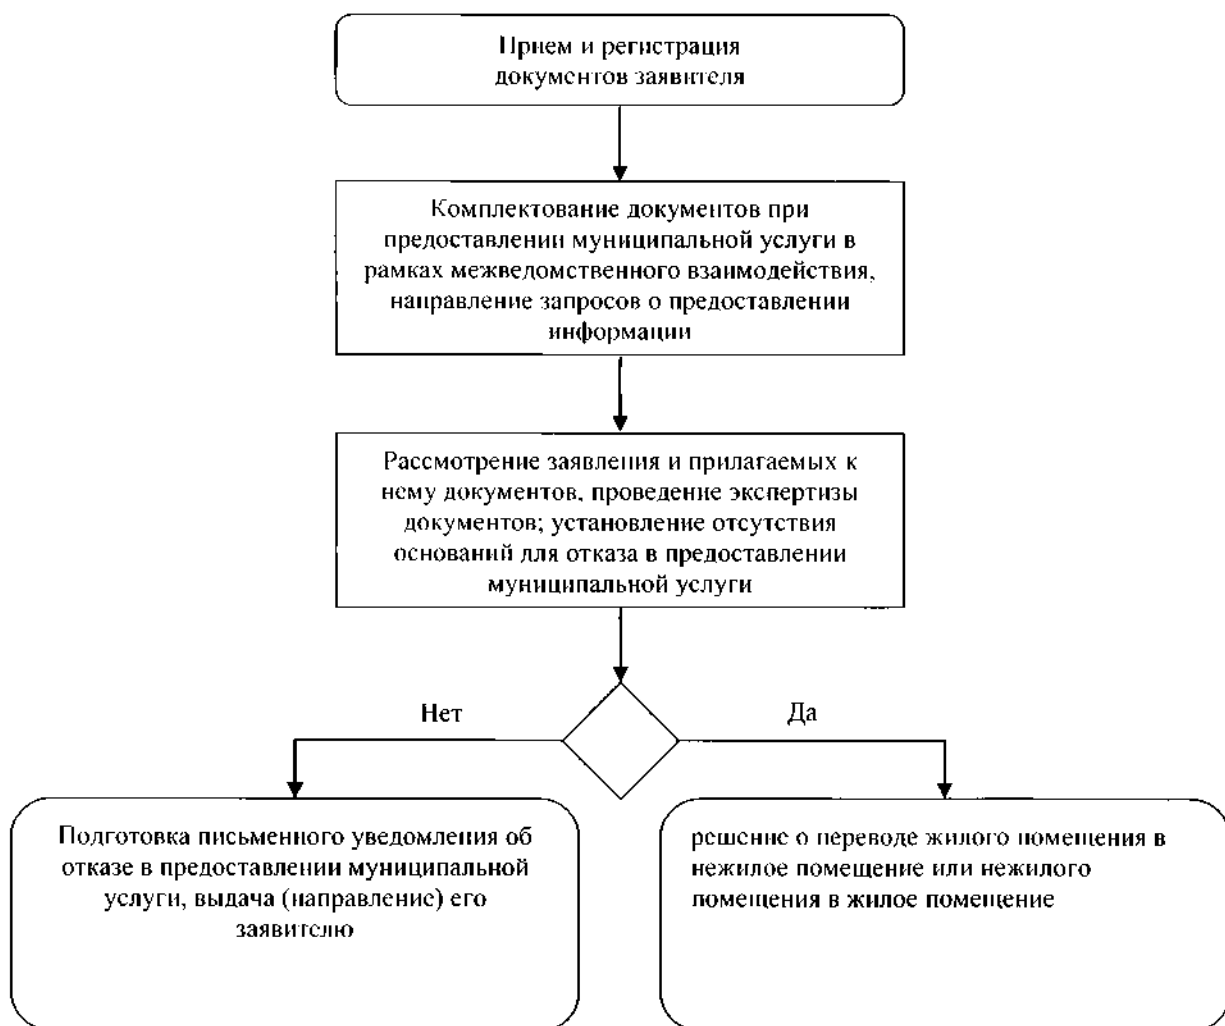 Прием и регистрация
документов заявителя
Комплектование документов при
предоставлении муниципальной услуги в
рамках межведомственного взаимодействия,
направление запросов о предоставлении
информации
Рассмотрение заявления и прилагаемых к
нему документов, проведение экспертизы
документов; установление отсутствия
оснований для отказа в предоставлении
муниципальной услуги
Нет
Да
Подготовка письменного уведомления об
отказе в предоставлении муниципальной
услуги, выдача (направление) его
заявителю
решение о переводе жилого помещения в
нежилое помещение или нежилого
помещения в жилое помещение